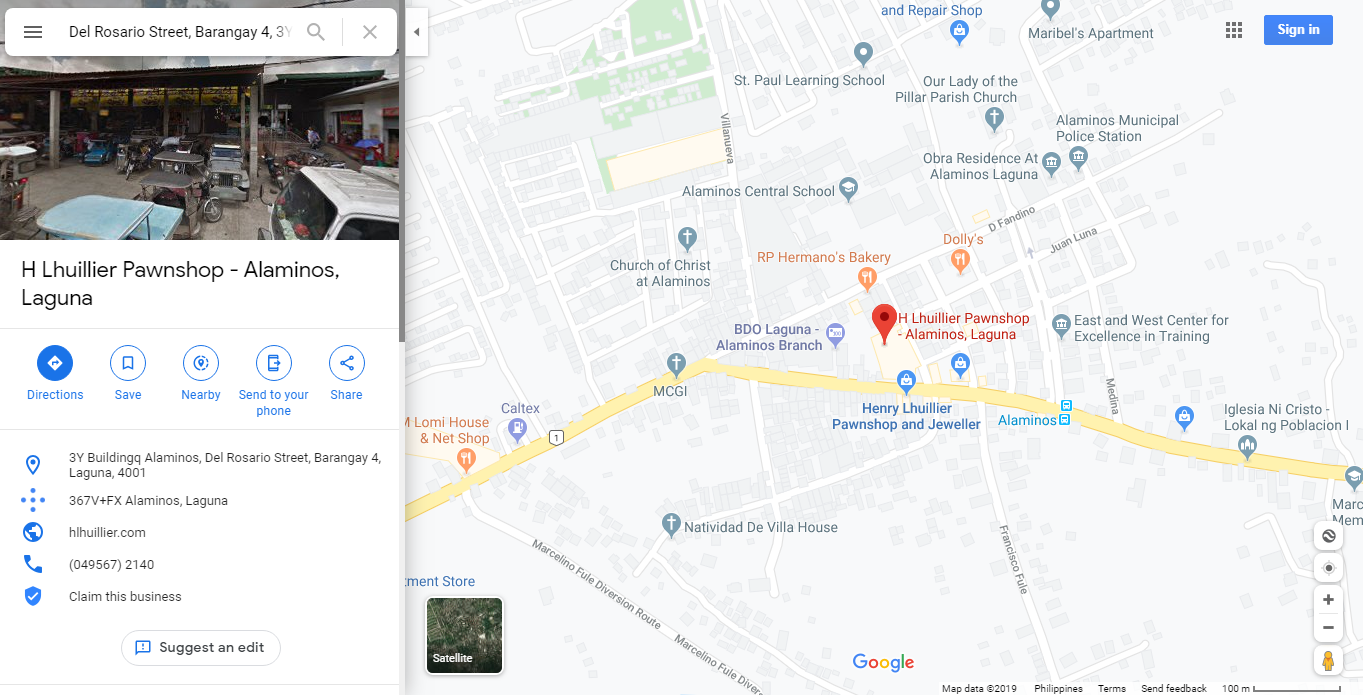 Del Rosario Street, Barangay 4, 3Y
H Lhuillier Pawnshop - Alaminos,
Laguna
Directions
Save
Nearby
Send to your
phone
Share
3Y Buildingq Alaminos, Del Rosario Street, Barangay 4,
Laguna, 4001
367V+FX Alaminos, Laguna
hlhuillier.com
(049567) 2140
Claim this business
Suggest an edit
and Repair Shop
Maribel's Apartment
Sign in
St. Paul Learning School
Our Lady of the
Pillar Parish Church
Villanueva
Alaminos Municipal
Police Station
Obra Residence At
Alaminos Laguna
Alaminos Central School
D Fandino
Juan Luna
Church of Christ
at Alaminos
RP Hermano's Bakery
Dolly's
H Lhuillier Pawnshop
- Alaminos, Laguna
BDO Laguna -
Alaminos Branch
East and West Center for
Excellence in Training
MCGI
Medina
Caltex
Henry Lhuillier
Pawnshop and Jeweller
Alaminos
Iglesia Ni Cristo -
Lokal ng Poblacion I
M Lomi House
& Net Shop
1
Marc
Mem
Natividad De Villa House
Francisco Fule
Marcelino Fule Diversion Route
Marcelino Fule Diver
tment Store
Satellite
Google
Map data ©2019
Philippines
Terms
Send feedback
100 m